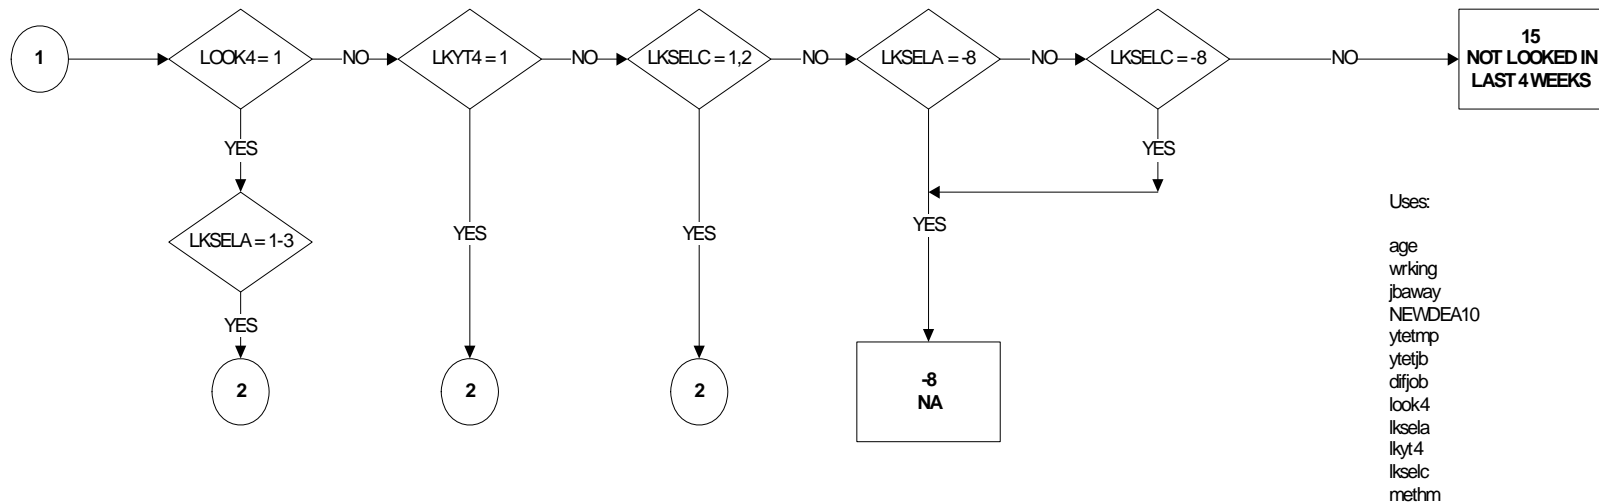 1
LOOK4 = 1
NO
LKYT4 = 1
NO
LKSELC = 1,2
NO
LKSELA = -8
NO
LKSELC = -8
NO
15
NOT LOOKED IN
LAST 4 WEEKS
YES
YES
LKSELA = 1-3
YES
YES
YES
YES
2
2
2
-8
NA
Uses:
age
wrking
jbaway
NEWDEA10
ytetmp
ytetjb
difjob
look4
lksela
lkyt4
lkselc
methm